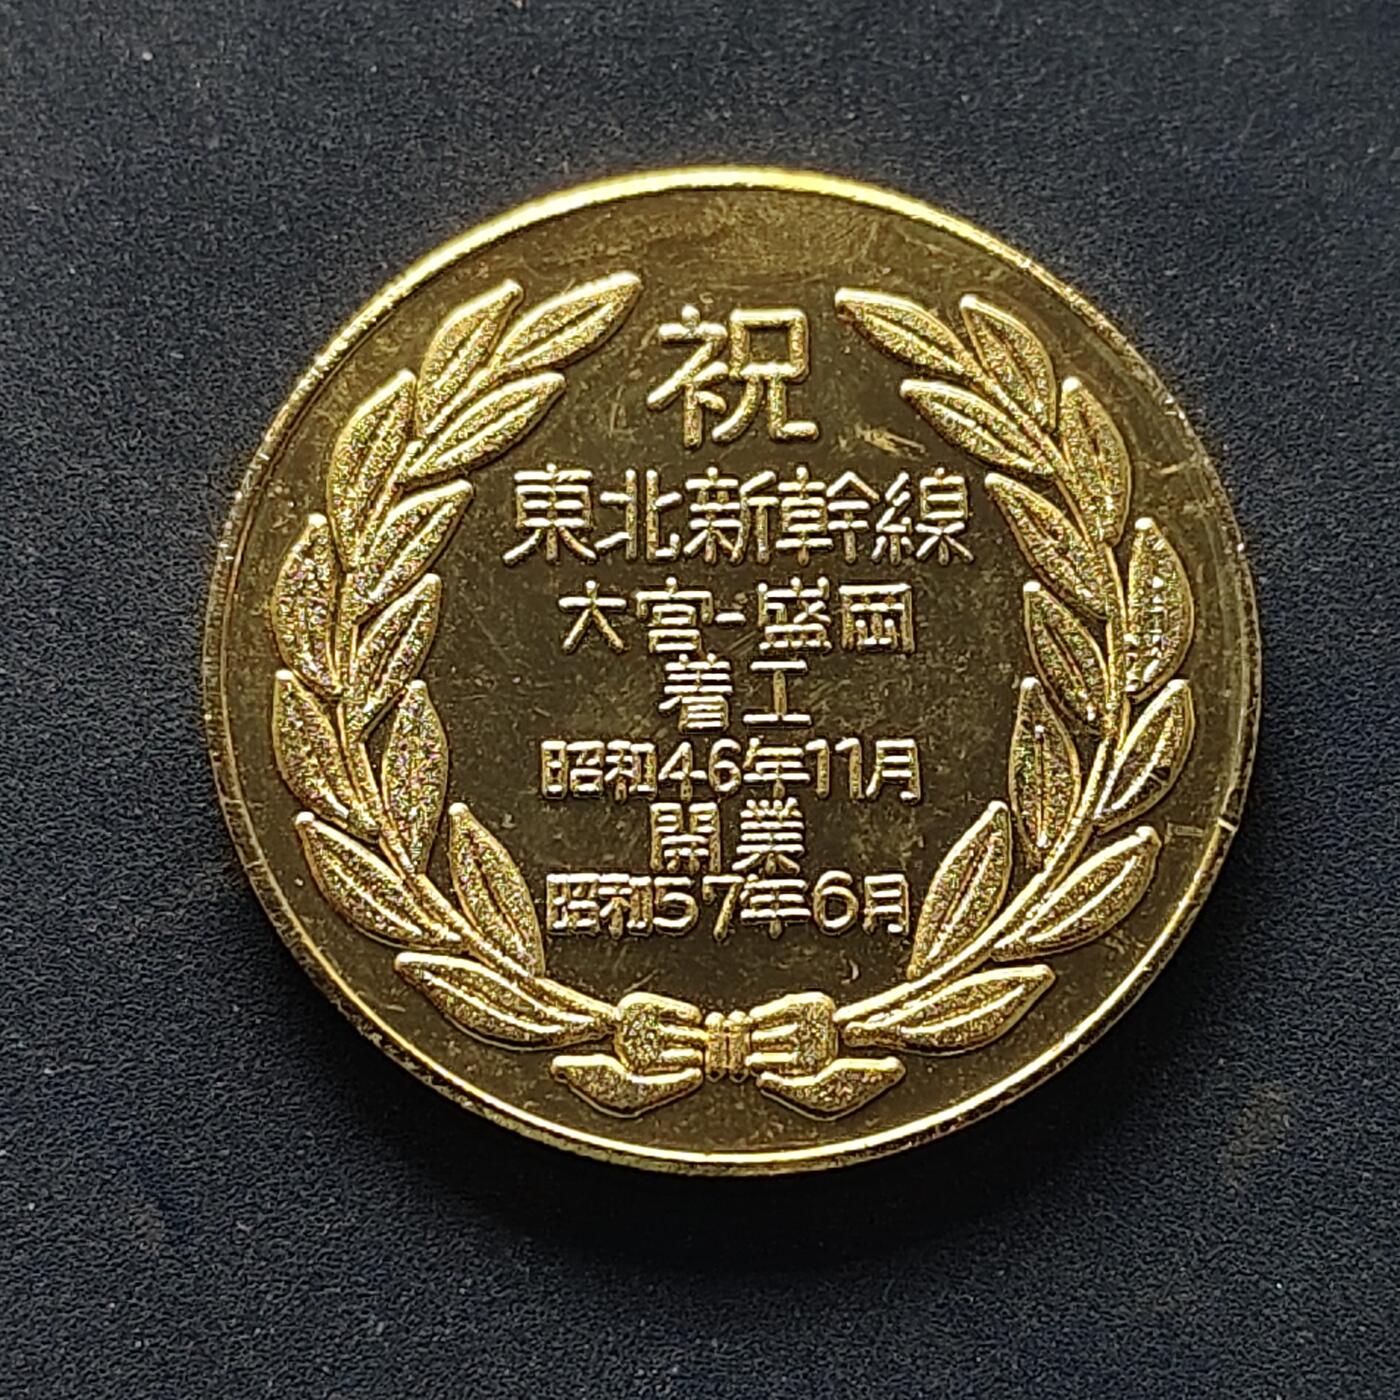 祝
東北新幹線
大宮-盛岡
着工
昭和46年11月
開業
昭和57年6月